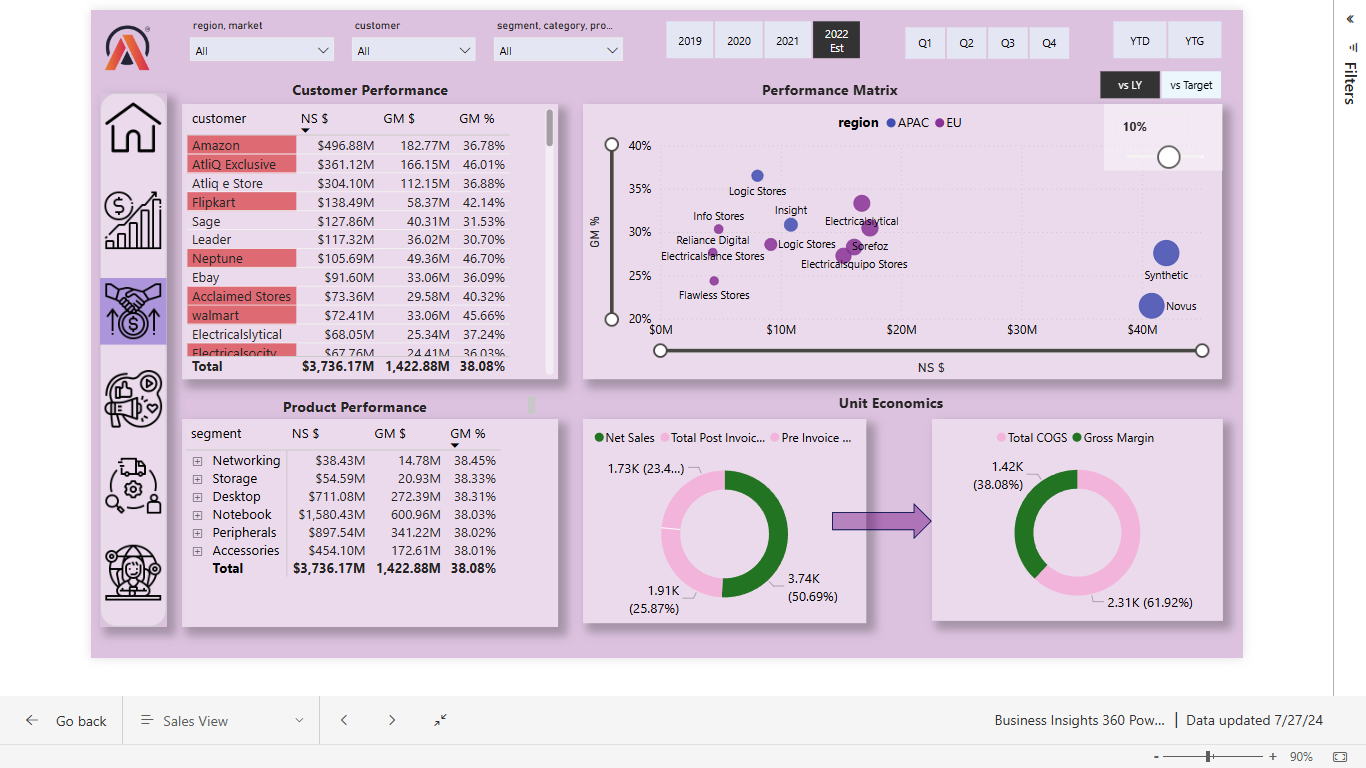 region, market
customer
segment, category, pro...
All
All
All
2019
2020
2021
2022
Est
Q1
Q2
Q3
Q4
YTD
YTG
vs LY
vs Target
Filters
Customer Performance
customer NS $ GM $ GM %
Amazon $496.88M 182.77M 36.78%
AtliQ Exclusive $361.12M 166.15M 46.01%
Atliq e Store $304.10M 112.15M 36.88%
Flipkart $138.49M 58.37M 42.14%
Sage $127.86M 40.31M 31.53%
Leader $117.32M 36.02M 30.70%
Neptune $105.69M 49.36M 46.70%
Ebay $91.60M 33.06M 36.09%
Acclaimed Stores $73.36M 29.58M 40.32%
walmart $72.41M 33.06M 45.66%
Electricalslytical $68.05M 25.34M 37.24%
Electricalsocity $67.76M 24.41M 36.03%
Total $3,736.17M 1,422.88M 38.08%
Performance Matrix
region APAC EU
10%
GM %
40%
35%
30%
25%
20%
Logic Stores
Insight
Info Stores
Electricalslytical
Reliance Digital
Logic Stores
Sorefoz
Electricalsquipo Stores
Flawless Stores
Synthetic
Novus
$0M $10M $20M $30M $40M
NS $
Product Performance
segment NS $ GM $ GM %
Networking $38.43M 14.78M 38.45%
Storage $54.59M 20.93M 38.33%
Desktop $711.08M 272.39M 38.31%
Notebook $1,580.43M 600.96M 38.03%
Peripherals $897.54M 341.22M 38.02%
Accessories $454.10M 172.61M 38.01%
Total $3,736.17M 1,422.88M 38.08%
Unit Economics
Net Sales Total Post Invoic... Pre Invoice ...
1.73K (23.4...)
3.74K
(50.69%)
1.91K
(25.87%)
Total COGS Gross Margin
1.42K
(38.08%)
2.31K (61.92%)
Go back
Sales View
Business Insights 360 Pow... | Data updated 7/27/24
- + 90%